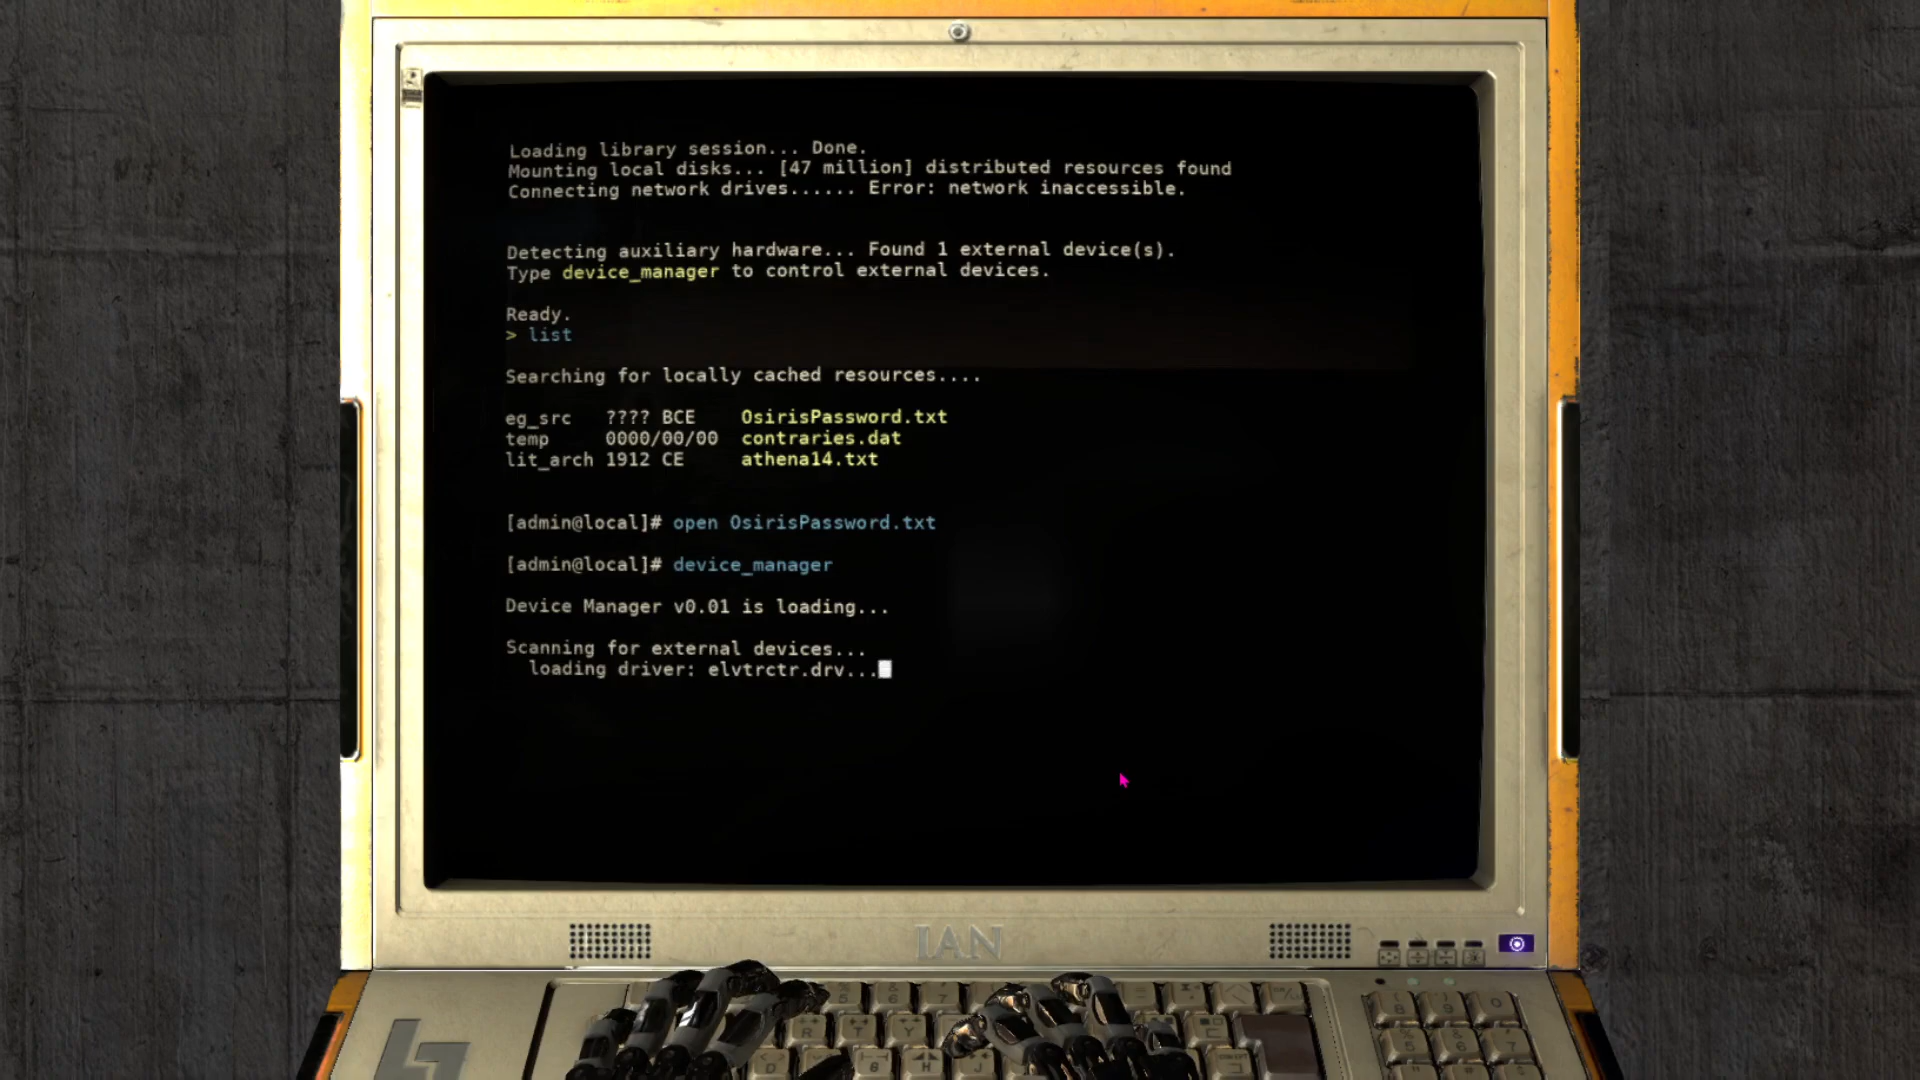 Loading library session... Done.
Mounting local disks... [47 million] distributed resources found
Connecting network drives...... Error: network inaccessible.
Detecting auxiliary hardware... Found 1 external device(s).
Type device_manager to control external devices.
Ready.
> list
Searching for locally cached resources....
eg_src ???? BCE OsirisPassword.txt
temp 0000/00/00 contraries.dat
lit_arch 1912 CE athena14.txt
[admin@local]# open OsirisPassword.txt
[admin@local]# device_manager
Device Manager v0.01 is loading...
Scanning for external devices...
loading driver: elvtrctr.drv...
IAN
R T Y
D H J